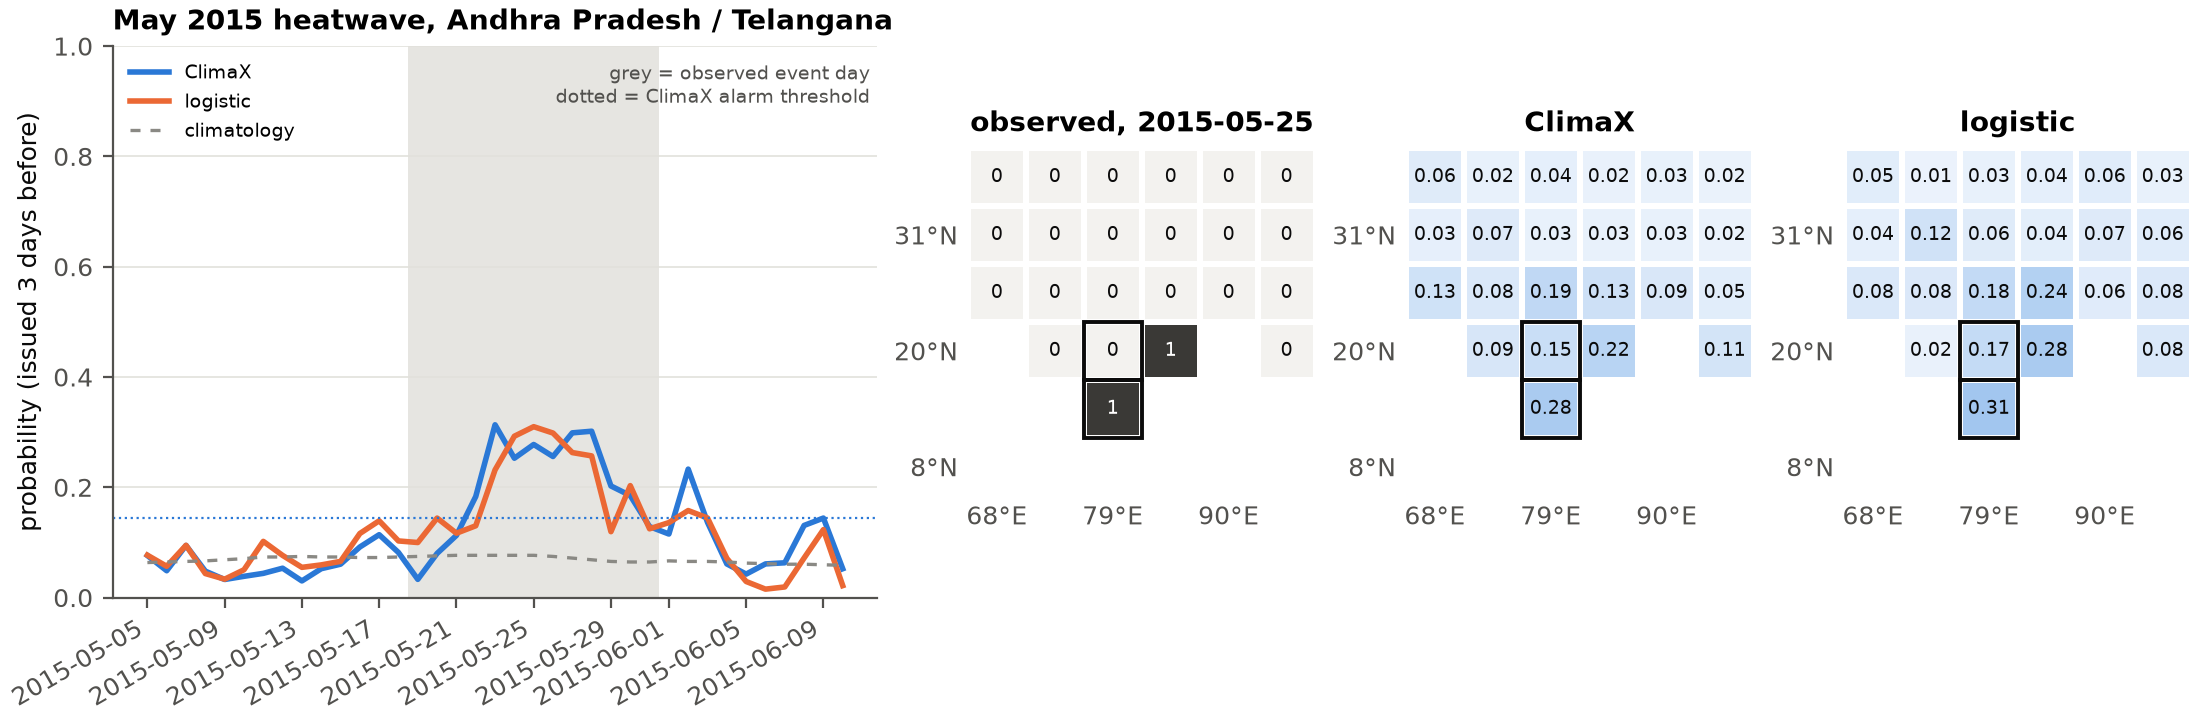 May 2015 heatwave, Andhra Pradesh / Telangana
probability (issued 3 days before)
1.0
0.8
0.6
0.4
0.2
0.0
ClimaX
logistic
climatology
grey = observed event day
dotted = ClimaX alarm threshold
2015-05-05
2015-05-09
2015-05-13
2015-05-17
2015-05-21
2015-05-25
2015-05-29
2015-06-01
2015-06-05
2015-06-09
observed, 2015-05-25
0 0 0 0 0 0
31°N 0 0 0 0 0 0
0 0 0 0 0 0
20°N 0 0 1 0
1
8°N
68°E 79°E 90°E
ClimaX
0.06 0.02 0.04 0.02 0.03 0.02
31°N 0.03 0.07 0.03 0.03 0.03 0.02
0.13 0.08 0.19 0.13 0.09 0.05
20°N 0.09 0.15 0.22 0.11
0.28
8°N
68°E 79°E 90°E
logistic
0.05 0.01 0.03 0.04 0.06 0.03
31°N 0.04 0.12 0.06 0.04 0.07 0.06
0.08 0.08 0.18 0.24 0.06 0.08
20°N 0.02 0.17 0.28 0.08
0.31
8°N
68°E 79°E 90°E